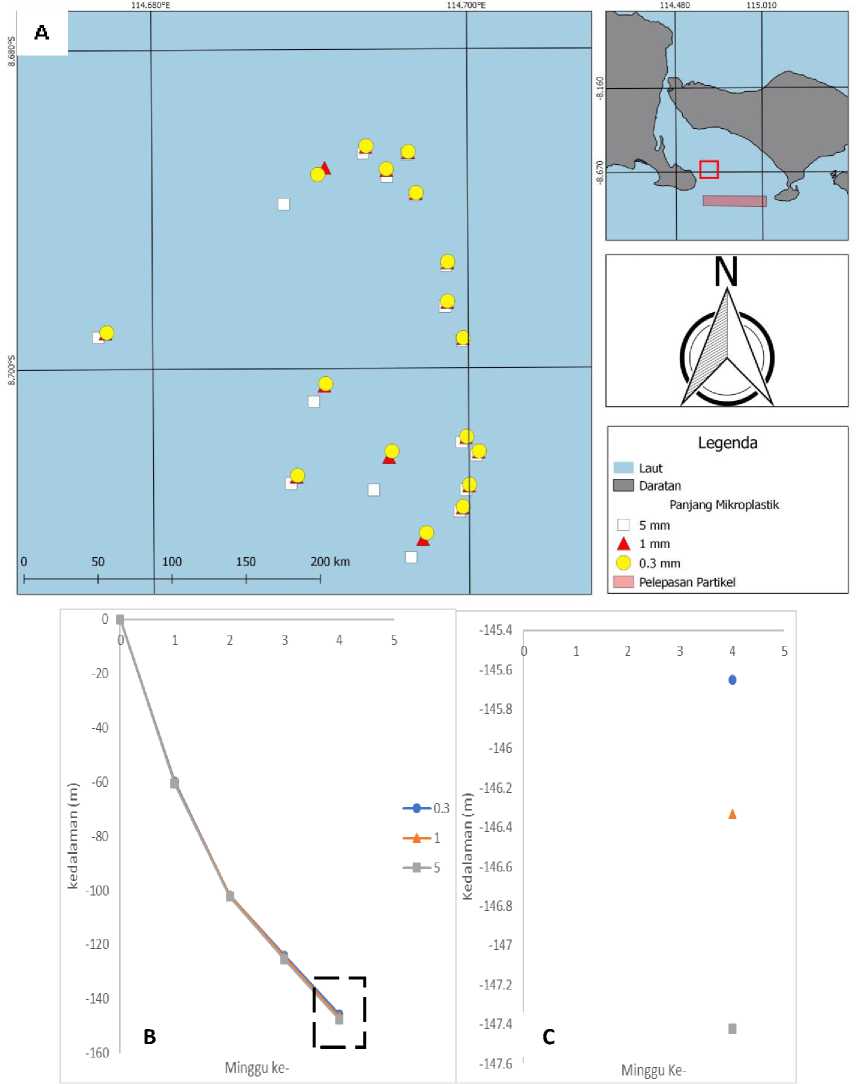 A
114.680°E 114.700°E
8.680°S
8.700°S
0 50 100 150 200 km
114.480 115.010
-8.160
-8.670
N
Legenda
Laut
Daratan
Panjang Mikroplastik
5 mm
1 mm
0.3 mm
Pelepasan Partikel
0
0 1 2 3 4 5
-20
-40
-60
-80
-100
-120
-140
-160
kedalaman (m)
Minggu ke-
0.3
1
5
B
-145.4
0 1 2 3 4 5
-145.6
-145.8
-146
-146.2
-146.4
-146.6
-146.8
-147
-147.2
-147.4
-147.6
Kedalaman (m)
Minggu Ke-
C